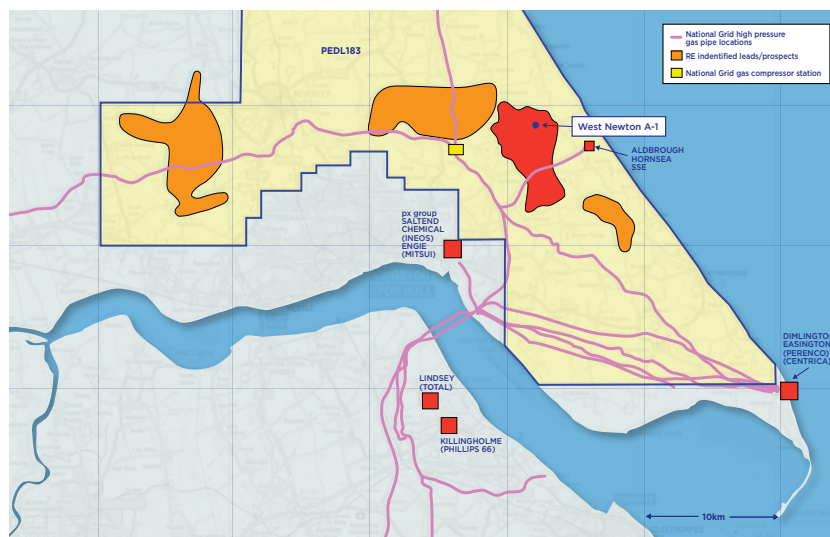 PEDL183
National Grid high pressure
gas pipe locations
RE indentified leads/prospects
National Grid gas compressor station
West Newton A-1
ALDBROUGH
HORNSEA
SSE
px group
SALTEND
CHEMICAL
(INEOS)
ENGIE
(MITSUI)
DIMLINGTON
EASINGTON
(PERENCO)
(CENTRICA)
LINDSEY
(TOTAL)
KILLINGHOLME
(PHILLIPS 66)
10km